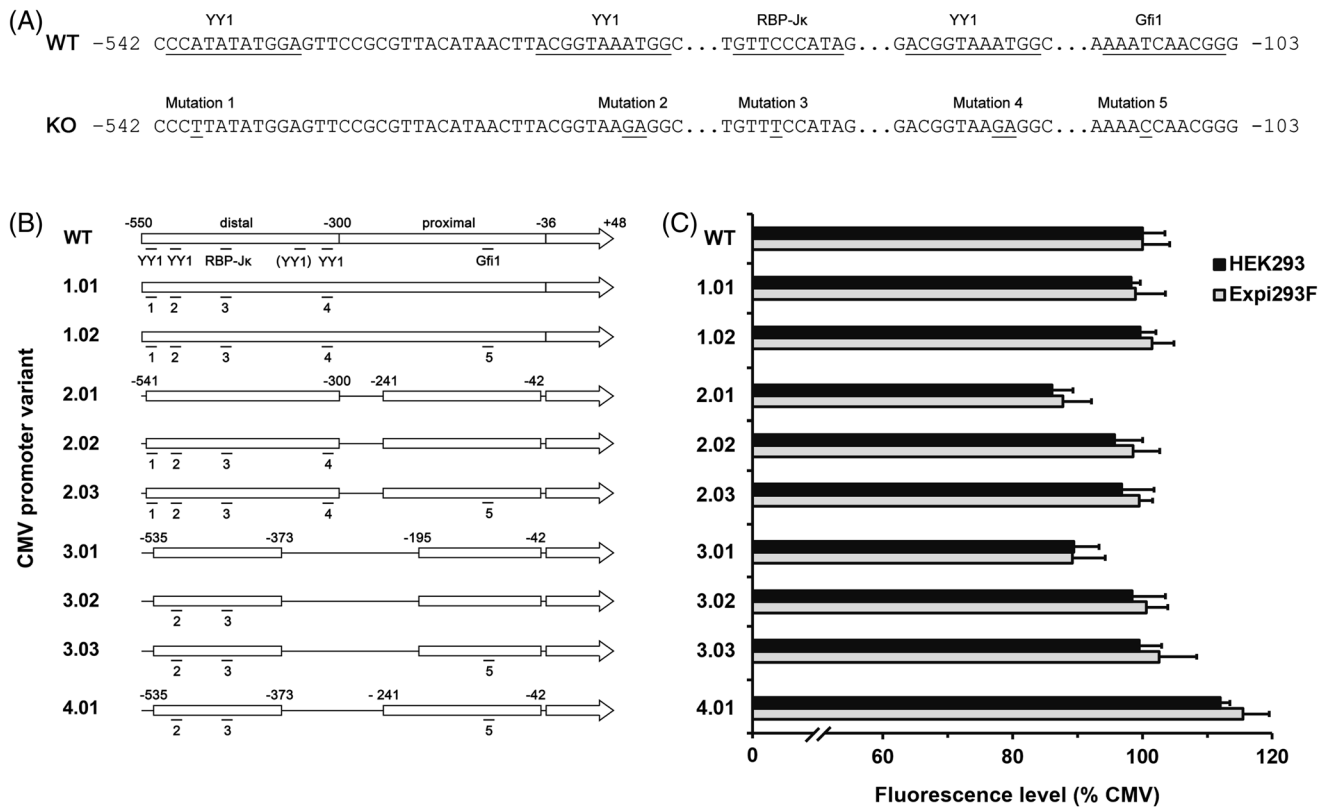 (A)
YY1 YY1 RBP-Jκ YY1 Gfi1
WT -542 CCCATATATGGAGTTCCGCGTTACATAACTTACGGTAAATGGC...TGTTCCCATAG...GACGGTAAATGGC...AAAATCAACGGG -103
Mutation 1 Mutation 2 Mutation 3 Mutation 4 Mutation 5
KO -542 CCCTTATATGGAGTTCCGCGTTACATAACTTACGGTAAGAGGC...TGTTTCCATAG...GACGGTAAGAGGC...AAAACCAACGGG -103
(B)
CMV promoter variant
-550 distal -300 proximal -36 +48
WT
YY1 YY1 RBP-Jκ (YY1) YY1 Gfi1
1.01
1 2 3 4
1.02
1 2 3 4 5
-541 -300 -241 -42
2.01
2.02
1 2 3 4
2.03
1 2 3 4 5
-535 -373 -195 -42
3.01
3.02
2 3
3.03
2 3 5
-535 -373 - 241 -42
4.01
2 3 5
(C)
WT
1.01
1.02
2.01
2.02
2.03
3.01
3.02
3.03
4.01
HEK293
Expi293F
0 60 80 100 120
Fluorescence level (% CMV)